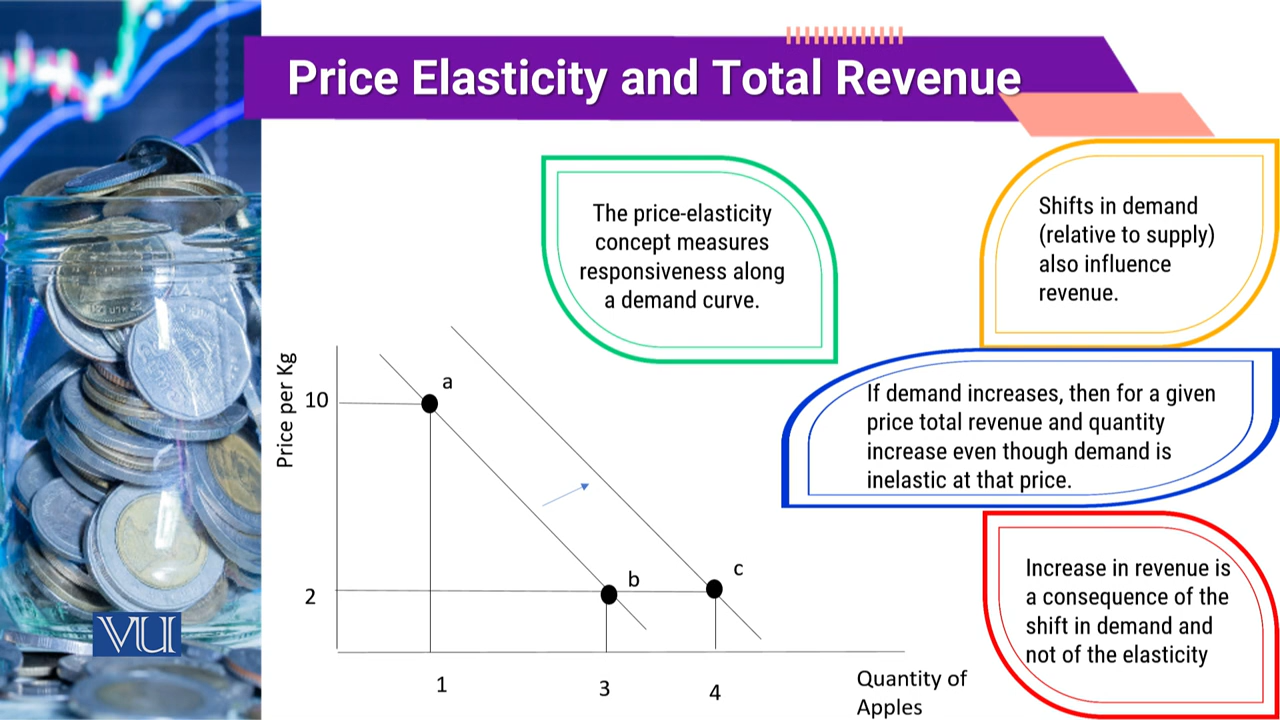 Price Elasticity and Total Revenue
The price-elasticity
concept measures
responsiveness along
a demand curve.
Shifts in demand
(relative to supply)
also influence
revenue.
If demand increases, then for a given
price total revenue and quantity
increase even though demand is
inelastic at that price.
Increase in revenue is
a consequence of the
shift in demand and
not of the elasticity
Price per Kg
10
2
a
b
c
1
3
4
Quantity of
Apples
VU